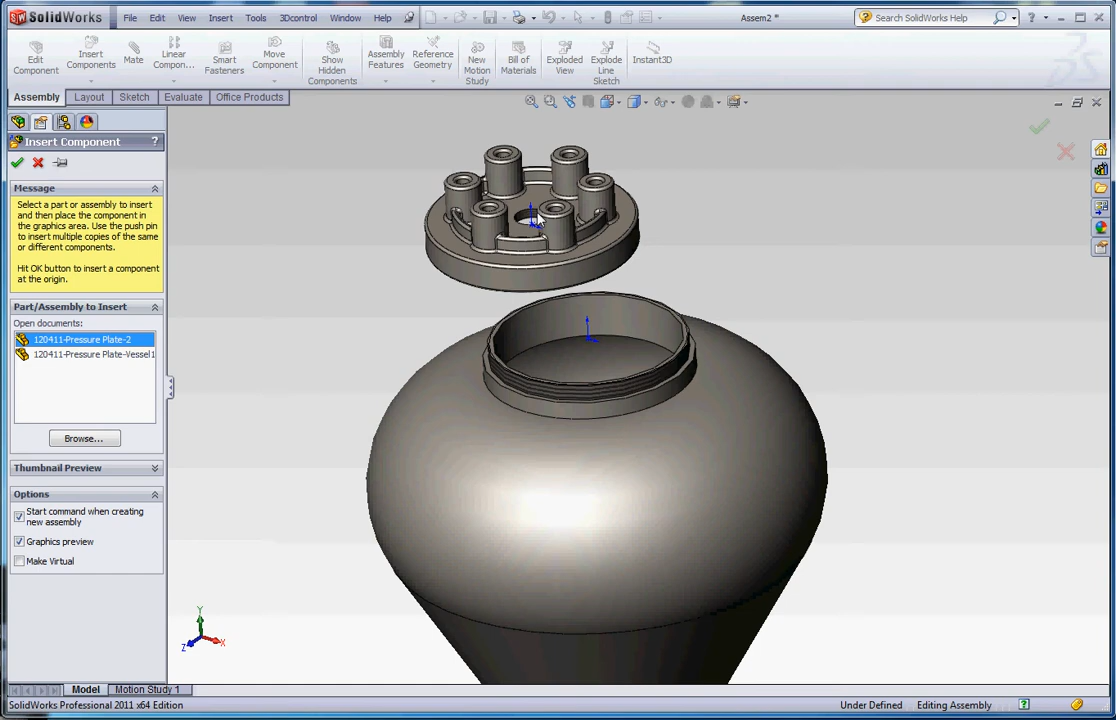 SolidWorks File Edit View Insert Tools 3Dcontrol Window Help Assem2 * Search SolidWorks Help
Edit Component
Insert Components
Mate
Linear Compon...
Smart Fasteners
Move Component
Show Hidden Components
Assembly Features
Reference Geometry
New Motion Study
Bill of Materials
Exploded View
Explode Line Sketch
Instant3D
Assembly Layout Sketch Evaluate Office Products
Insert Component ?
Message
Select a part or assembly to insert
and then place the component in
the graphics area. Use the push pin
to insert multiple copies of the same
or different components.
Hit OK button to insert a component
at the origin.
Part/Assembly to Insert
Open documents:
120411-Pressure Plate-2
120411-Pressure Plate-Vessel1
Browse...
Thumbnail Preview
Options
Start command when creating
new assembly
Graphics preview
Make Virtual
Y
Z X
Model Motion Study 1
SolidWorks Professional 2011 x64 Edition Under Defined Editing Assembly ?